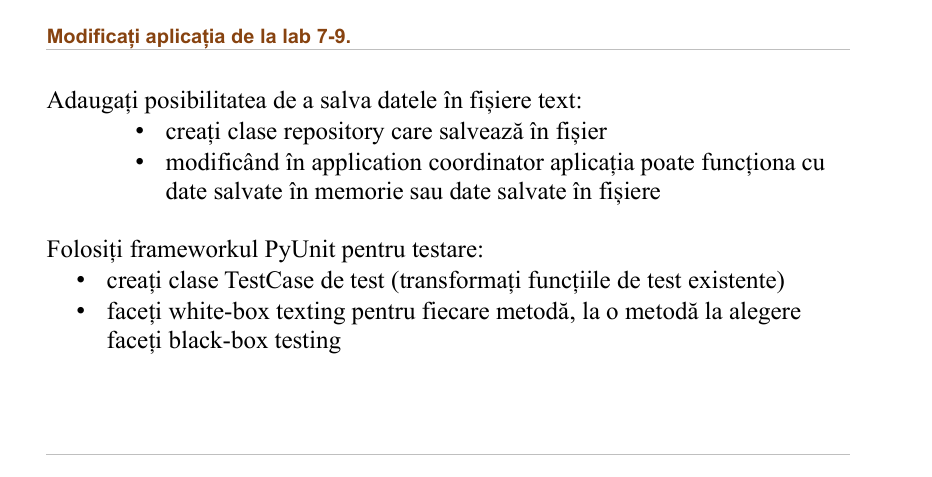 Modificați aplicația de la lab 7-9.
Adaugați posibilitatea de a salva datele în fișiere text:
• creați clase repository care salvează în fișier
• modificând în application coordinator aplicația poate funcționa cu
date salvate în memorie sau date salvate în fișiere
Folosiți frameworkul PyUnit pentru testare:
• creați clase TestCase de test (transformați funcțiile de test existente)
• faceți white-box texting pentru fiecare metodă, la o metodă la alegere
faceți black-box testing